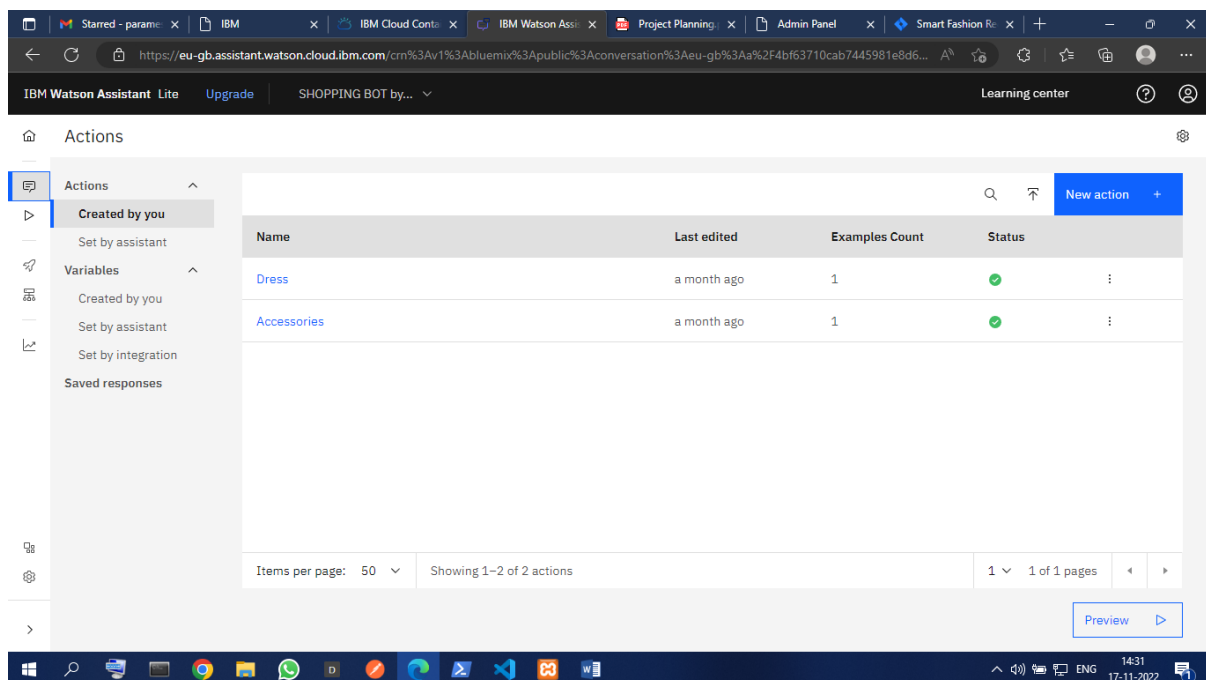 Starred - parame
IBM
IBM Cloud Conta
IBM Watson Assi
Project Planning.
Admin Panel
Smart Fashion Re
https://eu-gb.assistant.watson.cloud.ibm.com/crn%3Av1%3Abluemix%3Apublic%3Aconversation%3Aeu-gb%3Aa%2F4bf63710cab7445981e8d6...
IBM Watson Assistant Lite Upgrade SHOPPING BOT by... Learning center
Actions
Actions
Created by you
Set by assistant
Variables
Created by you
Set by assistant
Set by integration
Saved responses
New action +
Name Last edited Examples Count Status
Dress a month ago 1
Accessories a month ago 1
Items per page: 50 Showing 1–2 of 2 actions 1 1 of 1 pages
Preview
ENG 14:31
17-11-2022